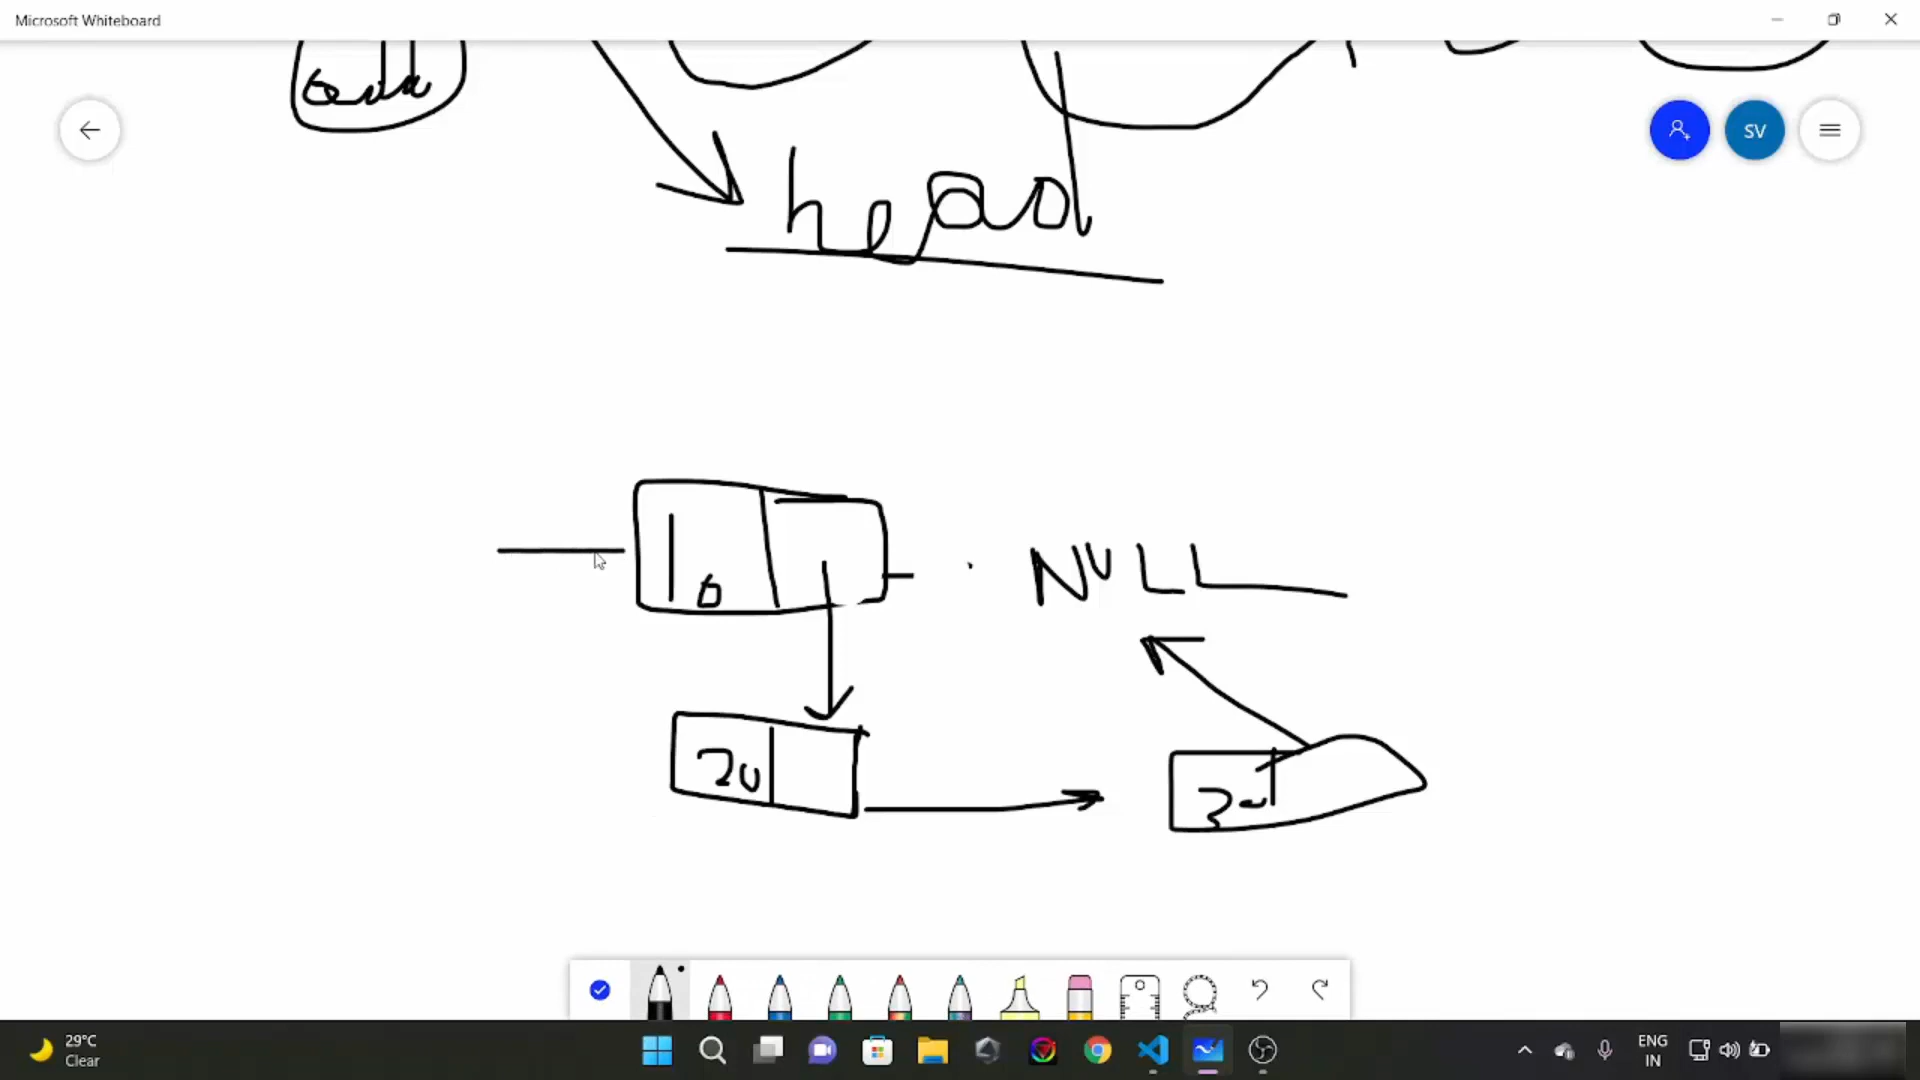 Microsoft Whiteboard
SV
head
10
NULL
20
30
29°C
Clear
ENG
IN